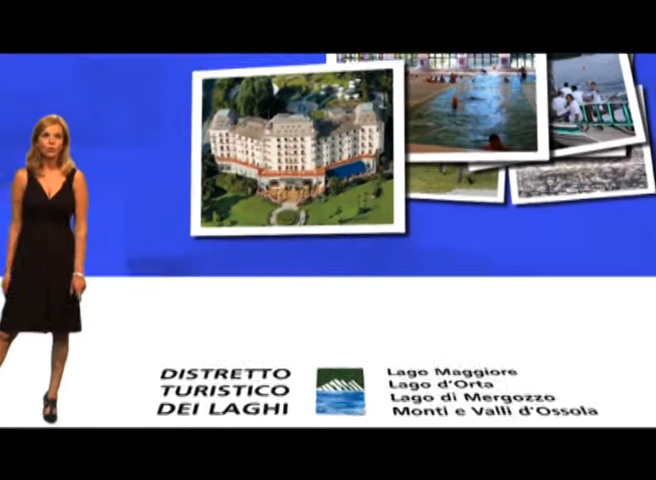 DISTRETTO
TURISTICO
DEI LAGHI
Lago Maggiore
Lago d'Orta
Lago di Mergozzo
Monti e Valli d'Ossola